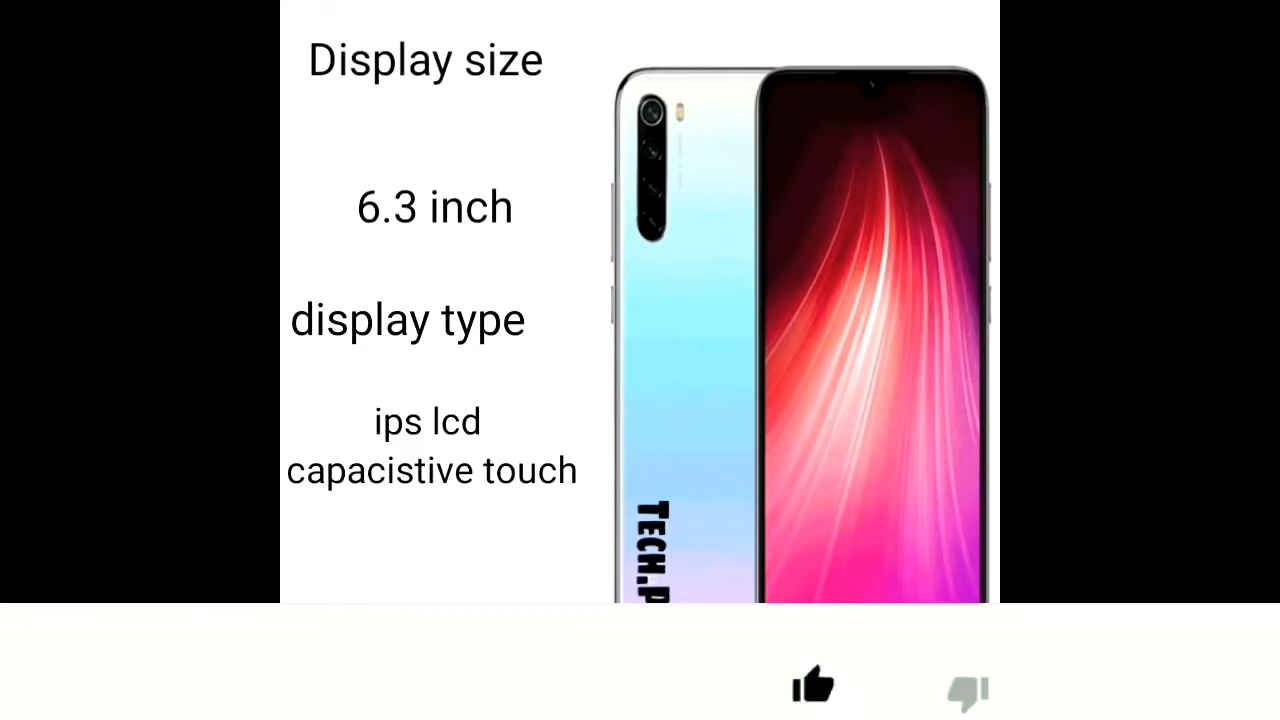 Display size
6.3 inch
display type
ips lcd
capacistive touch
TECH.P